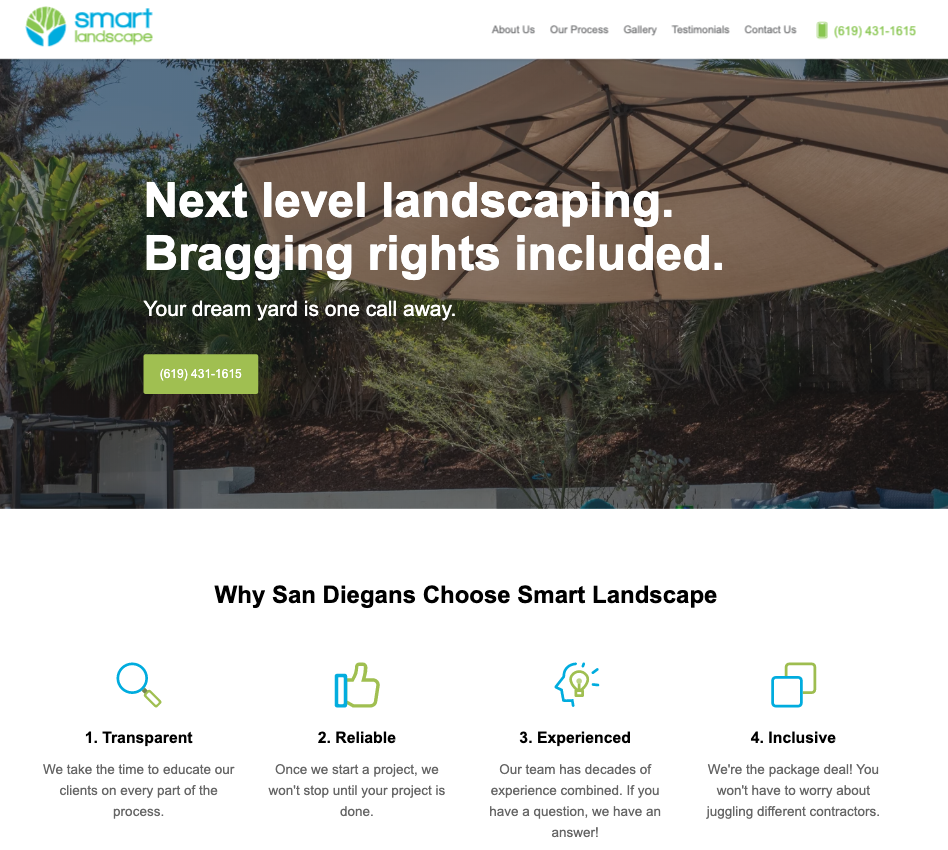 smart
landscape
About Us Our Process Gallery Testimonials Contact Us (619) 431-1615
Next level landscaping.
Bragging rights included.
Your dream yard is one call away.
(619) 431-1615
Why San Diegans Choose Smart Landscape
1. Transparent
We take the time to educate our
clients on every part of the
process.
2. Reliable
Once we start a project, we
won't stop until your project is
done.
3. Experienced
Our team has decades of
experience combined. If you
have a question, we have an
answer!
4. Inclusive
We're the package deal! You
won't have to worry about
juggling different contractors.